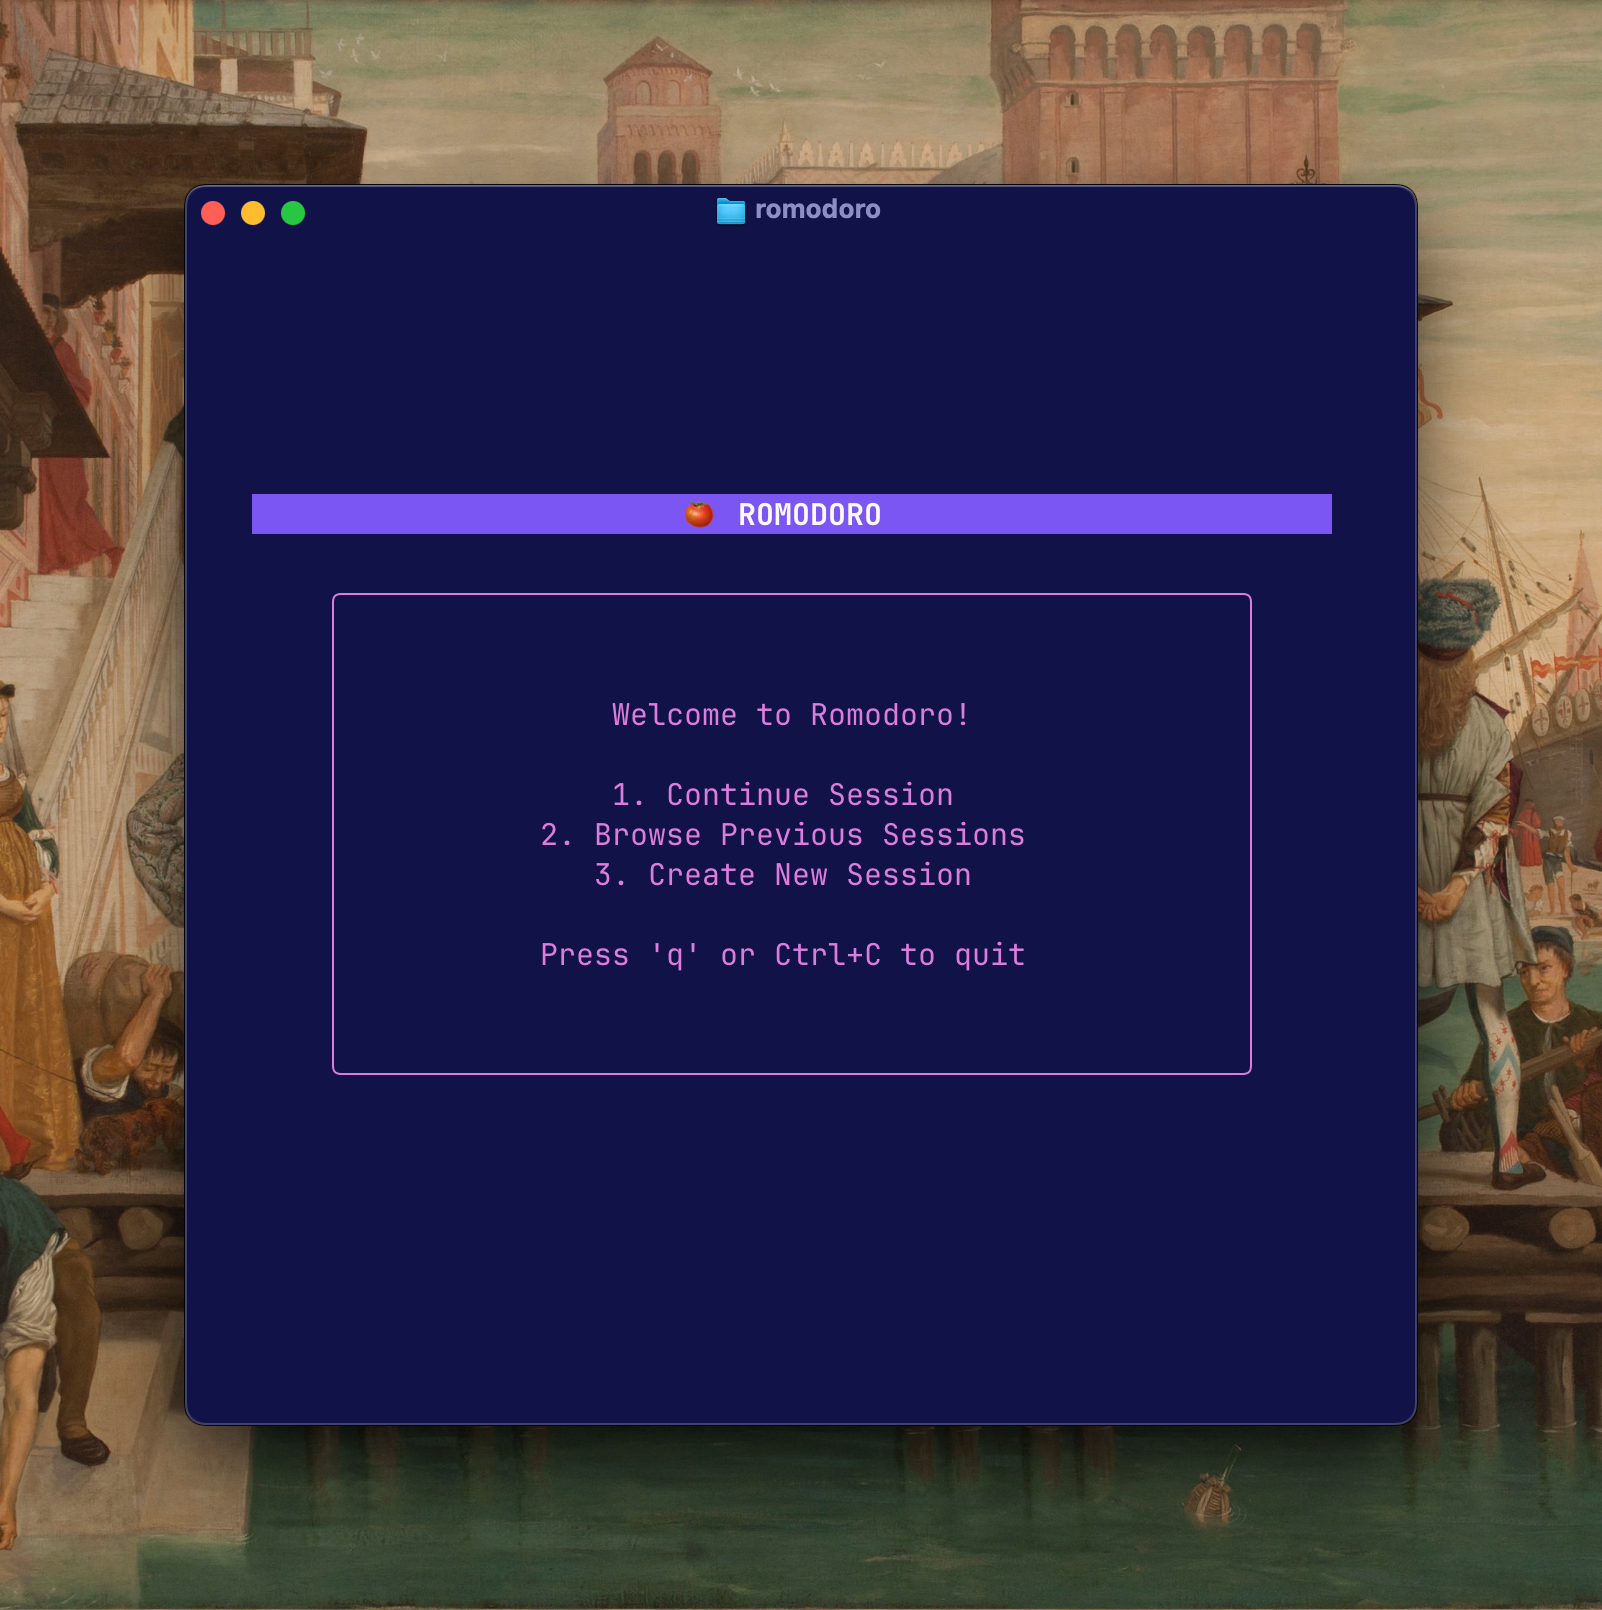 romodoro
🍅 ROMODORO
Welcome to Romodoro!
1. Continue Session
2. Browse Previous Sessions
3. Create New Session
Press 'q' or Ctrl+C to quit